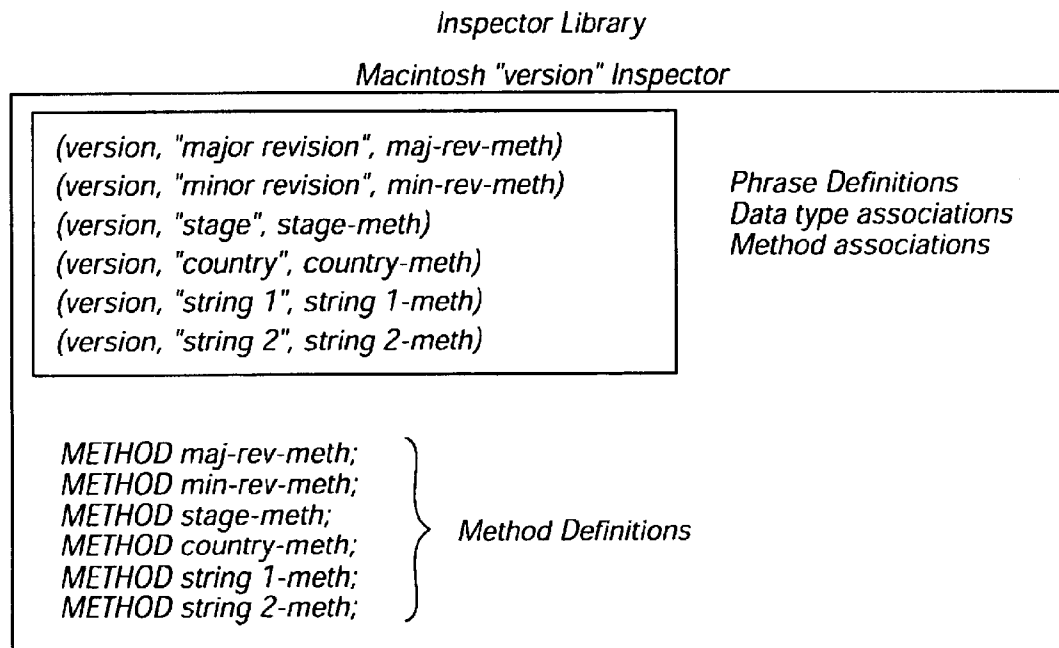 Inspector Library
Macintosh "version" Inspector
(version, "major revision", maj-rev-meth)
(version, "minor revision", min-rev-meth)
(version, "stage", stage-meth)
(version, "country", country-meth)
(version, "string 1", string 1-meth)
(version, "string 2", string 2-meth)
Phrase Definitions
Data type associations
Method associations
METHOD maj-rev-meth;
METHOD min-rev-meth;
METHOD stage-meth;
METHOD country-meth;
METHOD string 1-meth;
METHOD string 2-meth;
Method Definitions